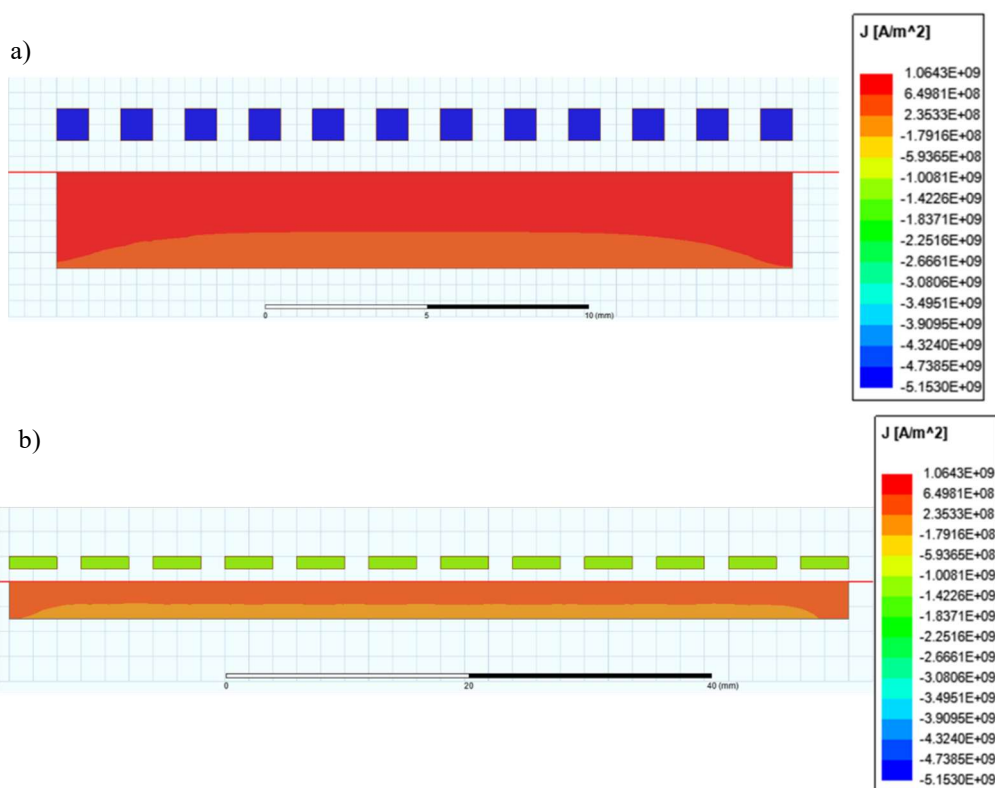 a)
J [A/m^2]
1.0643E+09
6.4981E+08
2.3533E+08
-1.7916E+08
-5.9365E+08
-1.0081E+09
-1.4226E+09
-1.8371E+09
-2.2516E+09
-2.6661E+09
-3.0806E+09
-3.4951E+09
-3.9095E+09
-4.3240E+09
-4.7385E+09
-5.1530E+09
0 5 10 (mm)
b)
J [A/m^2]
1.0643E+09
6.4981E+08
2.3533E+08
-1.7916E+08
-5.9365E+08
-1.0081E+09
-1.4226E+09
-1.8371E+09
-2.2516E+09
-2.6661E+09
-3.0806E+09
-3.4951E+09
-3.9095E+09
-4.3240E+09
-4.7385E+09
-5.1530E+09
0 20 40 (mm)